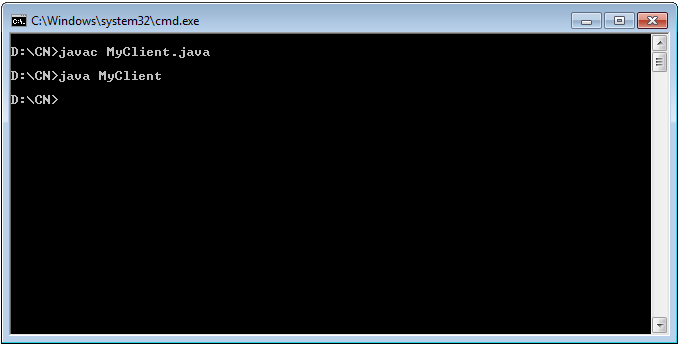 C:\Windows\system32\cmd.exe
D:\CN>javac MyClient.java
D:\CN>java MyClient
D:\CN>